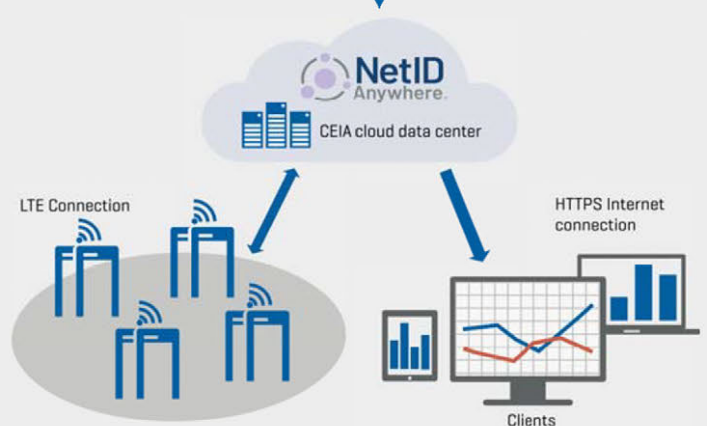 NetID
Anywhere.
CEIA cloud data center
LTE Connection
HTTPS Internet
connection
Clients